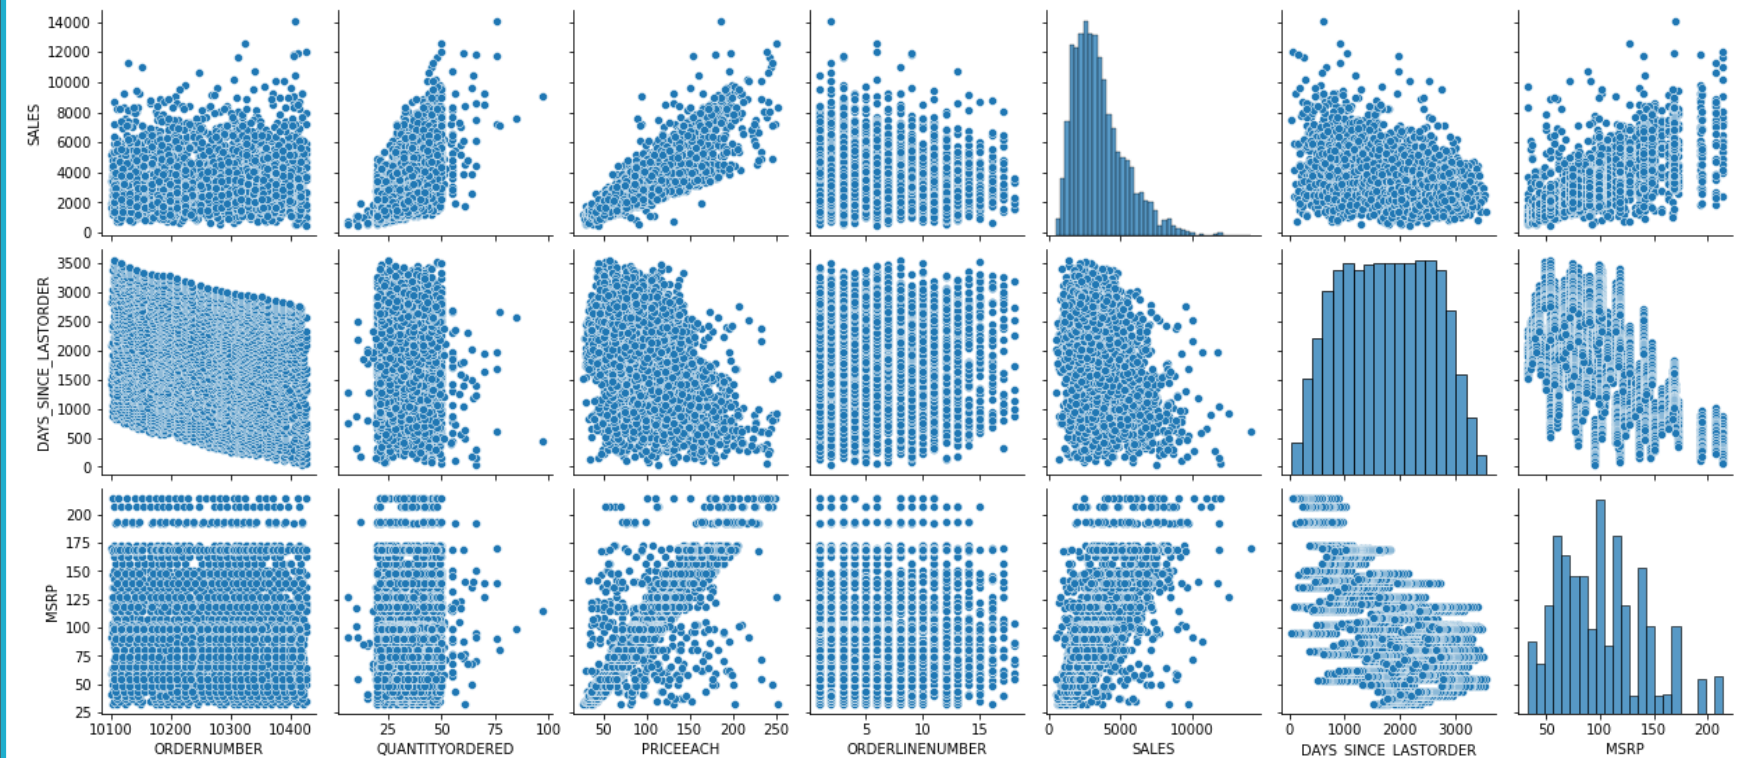 14000
12000
10000
8000
6000
4000
2000
0
SALES
3500
3000
2500
2000
1500
1000
500
0
DAYS_SINCE_LASTORDER
200
175
150
125
100
75
50
25
MSRP
10100 10200 10300 10400
25 50 75 100
50 100 150 200 250
5 10 15
0 5000 10000
0 1000 2000 3000
50 100 150 200
ORDERNUMBER
QUANTITYORDERED
PRICEEACH
ORDERLINENUMBER
SALES
DAYS_SINCE_LASTORDER
MSRP